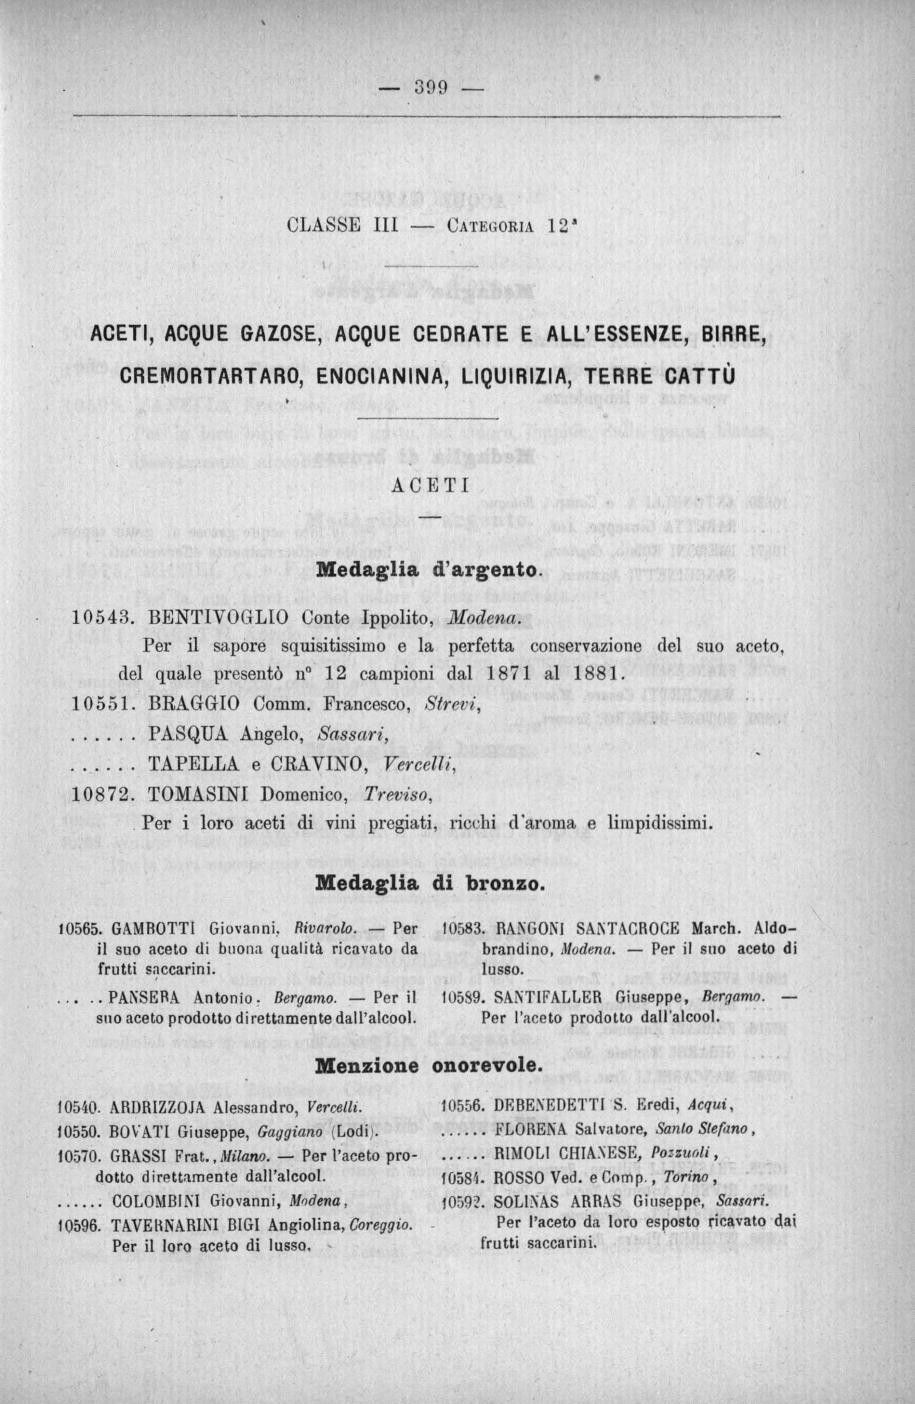 — 399 —
CLASSE III — CATEGORIA 12ª
ACETI, ACQUE GAZOSE, ACQUE CEDRATE E ALL'ESSENZE, BIRRE,
CREMORTARTARO, ENOCIANINA, LIQUIRIZIA, TERRE CATTÙ
ACETI
Medaglia d'argento.
10543. BENTIVOGLIO Conte Ippolito, Modena.
Per il sapore squisitissimo e la perfetta conservazione del suo aceto,
del quale presentò n° 12 campioni dal 1871 al 1881.
10551. BRAGGIO Comm. Francesco, Strevi,
...... PASQUA Angelo, Sassari,
...... TAPELLA e CRAVINO, Vercelli,
10872. TOMASINI Domenico, Treviso,
Per i loro aceti di vini pregiati, ricchi d'aroma e limpidissimi.
Medaglia di bronzo.
10565. GAMBOTTI Giovanni, Rivarolo. — Per
il suo aceto di buona qualità ricavato da
frutti saccarini.
... .. PANSERA Antonio. Bergamo. — Per il
suo aceto prodotto direttamente dall'alcool.
10583. RANGONI SANTACROCE March. Aldo-
brandino, Modena. — Per il suo aceto di
lusso.
10589. SANTIFALLER Giuseppe, Bergamo. —
Per l'aceto prodotto dall'alcool.
Menzione onorevole.
10540. ARDRIZZOJA Alessandro, Vercelli.
10550. BOVATI Giuseppe, Gaggiano (Lodi).
10570. GRASSI Frat., Milano. — Per l'aceto pro-
dotto direttamente dall'alcool.
...... COLOMBINI Giovanni, Modena,
10596. TAVERNARINI BIGI Angiolina, Coreggio.
Per il loro aceto di lusso.
10556. DEBENEDETTI S. Eredi, Acqui,
...... FLORENA Salvatore, Santo Stefano,
...... RIMOLI CHIANESE, Pozzuoli,
10584. ROSSO Ved. e Comp., Torino,
10592. SOLINAS ARRAS Giuseppe, Sassari.
Per l'aceto da loro esposto ricavato dai
frutti saccarini.